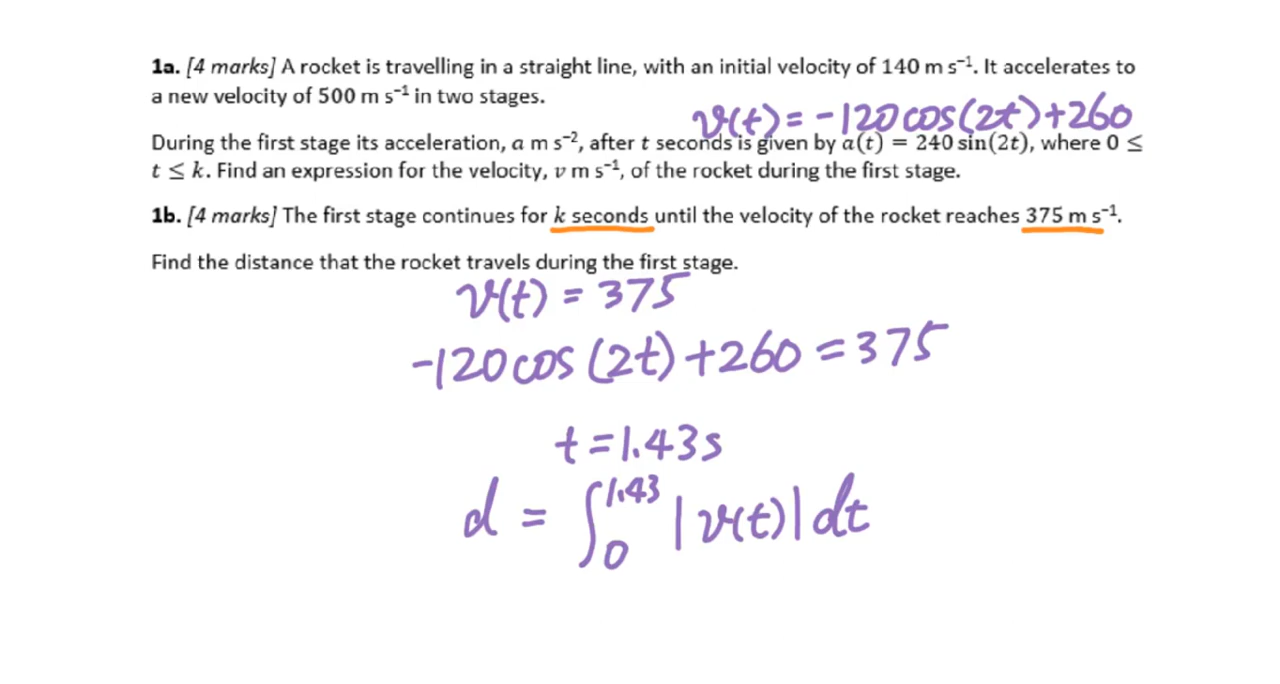 1a. [4 marks] A rocket is travelling in a straight line, with an initial velocity of 140 m s⁻¹. It accelerates to
a new velocity of 500 m s⁻¹ in two stages.
v(t) = -120 cos(2t) + 260
During the first stage its acceleration, a m s⁻², after t seconds is given by a(t) = 240 sin(2t), where 0 ≤
t ≤ k. Find an expression for the velocity, v m s⁻¹, of the rocket during the first stage.
1b. [4 marks] The first stage continues for k seconds until the velocity of the rocket reaches 375 m s⁻¹.
Find the distance that the rocket travels during the first stage.
v(t) = 375
-120 cos (2t) + 260 = 375
t = 1.43 s
d = ∫₀^1.43 |v(t)| dt